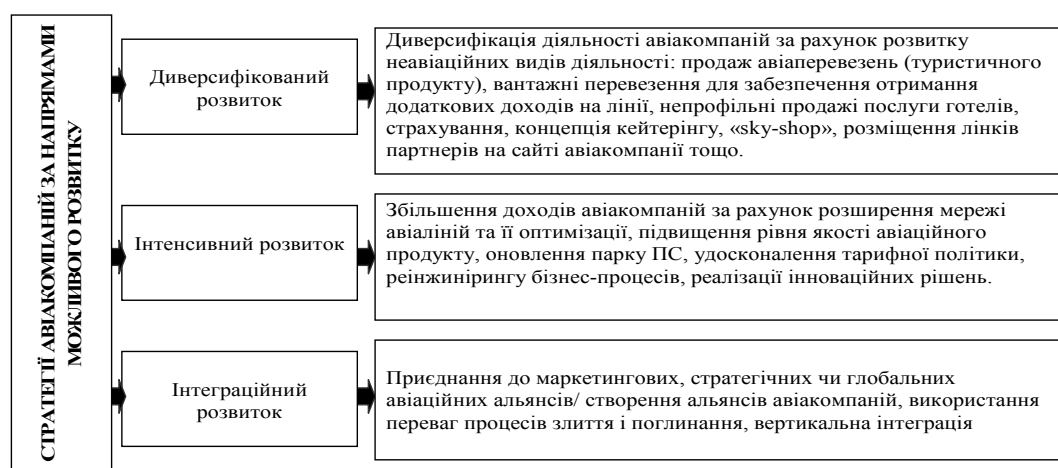 СТРАТЕГІЇ АВІАКОМПАНІЙ ЗА НАПРЯМАМИ
МОЖЛИВОГО РОЗВИТКУ
Диверсифікований
розвиток
Диверсифікація діяльності авіакомпаній за рахунок розвитку
неавіаційних видів діяльності: продаж авіаперевезень (туристичного
продукту), вантажні перевезення для забезпечення отримання
додаткових доходів на лінії, непрофільні продажі послуги готелів,
страхування, концепція кейтерінгу, «sky-shop», розміщення лінків
партнерів на сайті авіакомпанії тощо.
Інтенсивний розвиток
Збільшення доходів авіакомпаній за рахунок розширення мережі
авіаліній та її оптимізації, підвищення рівня якості авіаційного
продукту, оновлення парку ПС, удосконалення тарифної політики,
реінжинірингу бізнес-процесів, реалізації інноваційних рішень.
Інтеграційний
розвиток
Приєднання до маркетингових, стратегічних чи глобальних
авіаційних альянсів/ створення альянсів авіакомпаній, використання
переваг процесів злиття і поглинання, вертикальна інтеграція